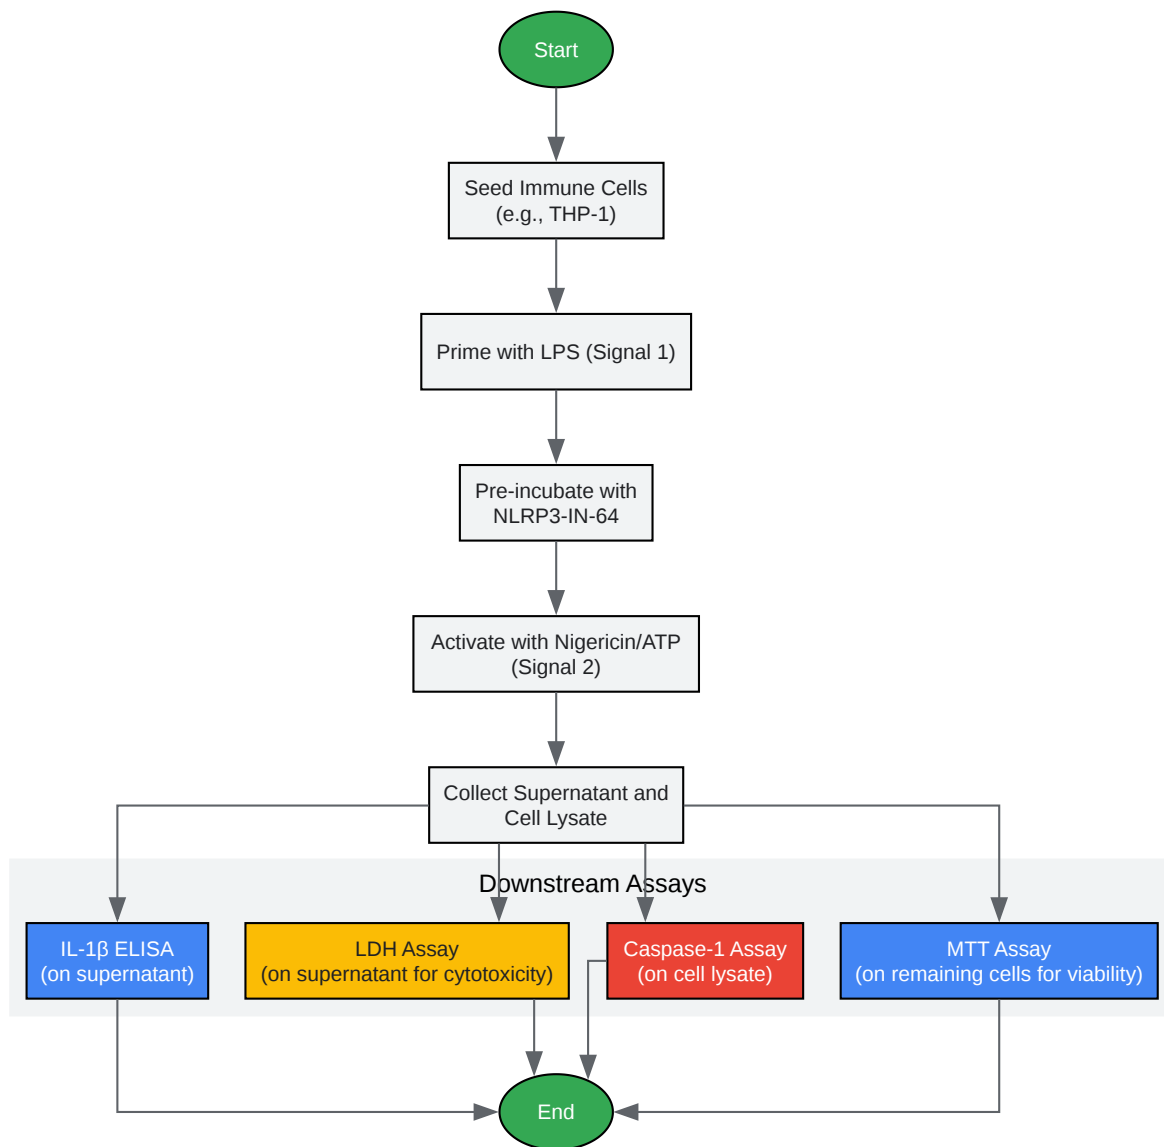 Start
Seed Immune Cells
(e.g., THP-1)
Prime with LPS (Signal 1)
Pre-incubate with
NLRP3-IN-64
Activate with Nigericin/ATP
(Signal 2)
Collect Supernatant and
Cell Lysate
Downstream Assays
IL-1β ELISA
(on supernatant)
LDH Assay
(on supernatant for cytotoxicity)
Caspase-1 Assay
(on cell lysate)
MTT Assay
(on remaining cells for viability)
End